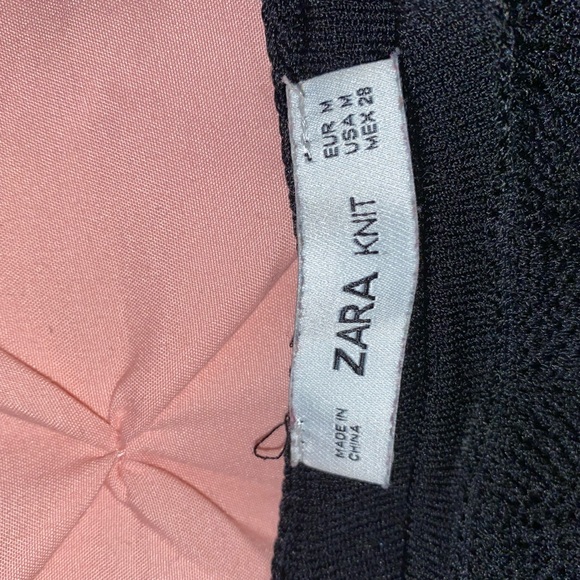 EUR M
USA M
MEX 28
ZARA KNIT
MADE IN
CHINA